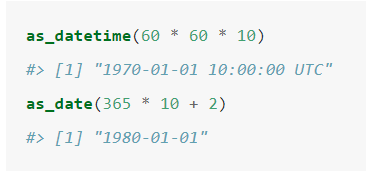 as_datetime(60 * 60 * 10)
#> [1] "1970-01-01 10:00:00 UTC"
as_date(365 * 10 + 2)
#> [1] "1980-01-01"